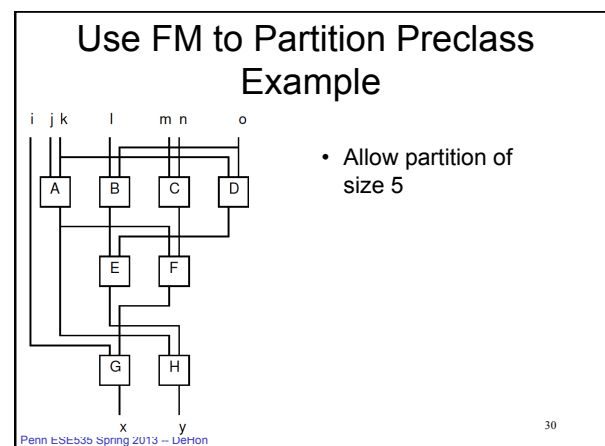 Use FM to Partition Preclass
Example
i j k l m n o
• Allow partition of
size 5
A B C D
E F
G H
x y
Penn ESE535 Spring 2013 -- DeHon
30